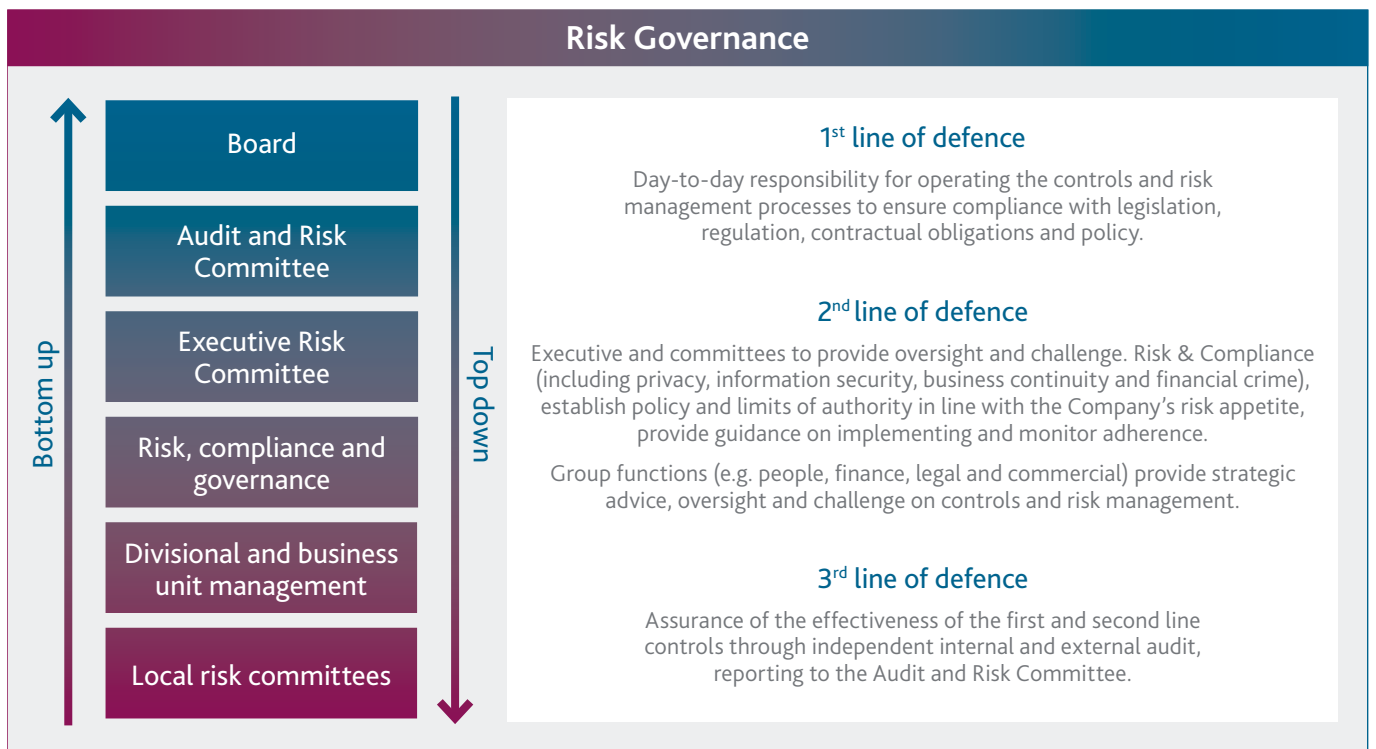 Risk Governance
Bottom up
Board
Audit and Risk
Committee
Executive Risk
Committee
Risk, compliance and
governance
Divisional and business
unit management
Local risk committees
Top down
1st line of defence
Day-to-day responsibility for operating the controls and risk
management processes to ensure compliance with legislation,
regulation, contractual obligations and policy.
2nd line of defence
Executive and committees to provide oversight and challenge. Risk & Compliance
(including privacy, information security, business continuity and financial crime),
establish policy and limits of authority in line with the Company’s risk appetite,
provide guidance on implementing and monitor adherence.
Group functions (e.g. people, finance, legal and commercial) provide strategic
advice, oversight and challenge on controls and risk management.
3rd line of defence
Assurance of the effectiveness of the first and second line
controls through independent internal and external audit,
reporting to the Audit and Risk Committee.